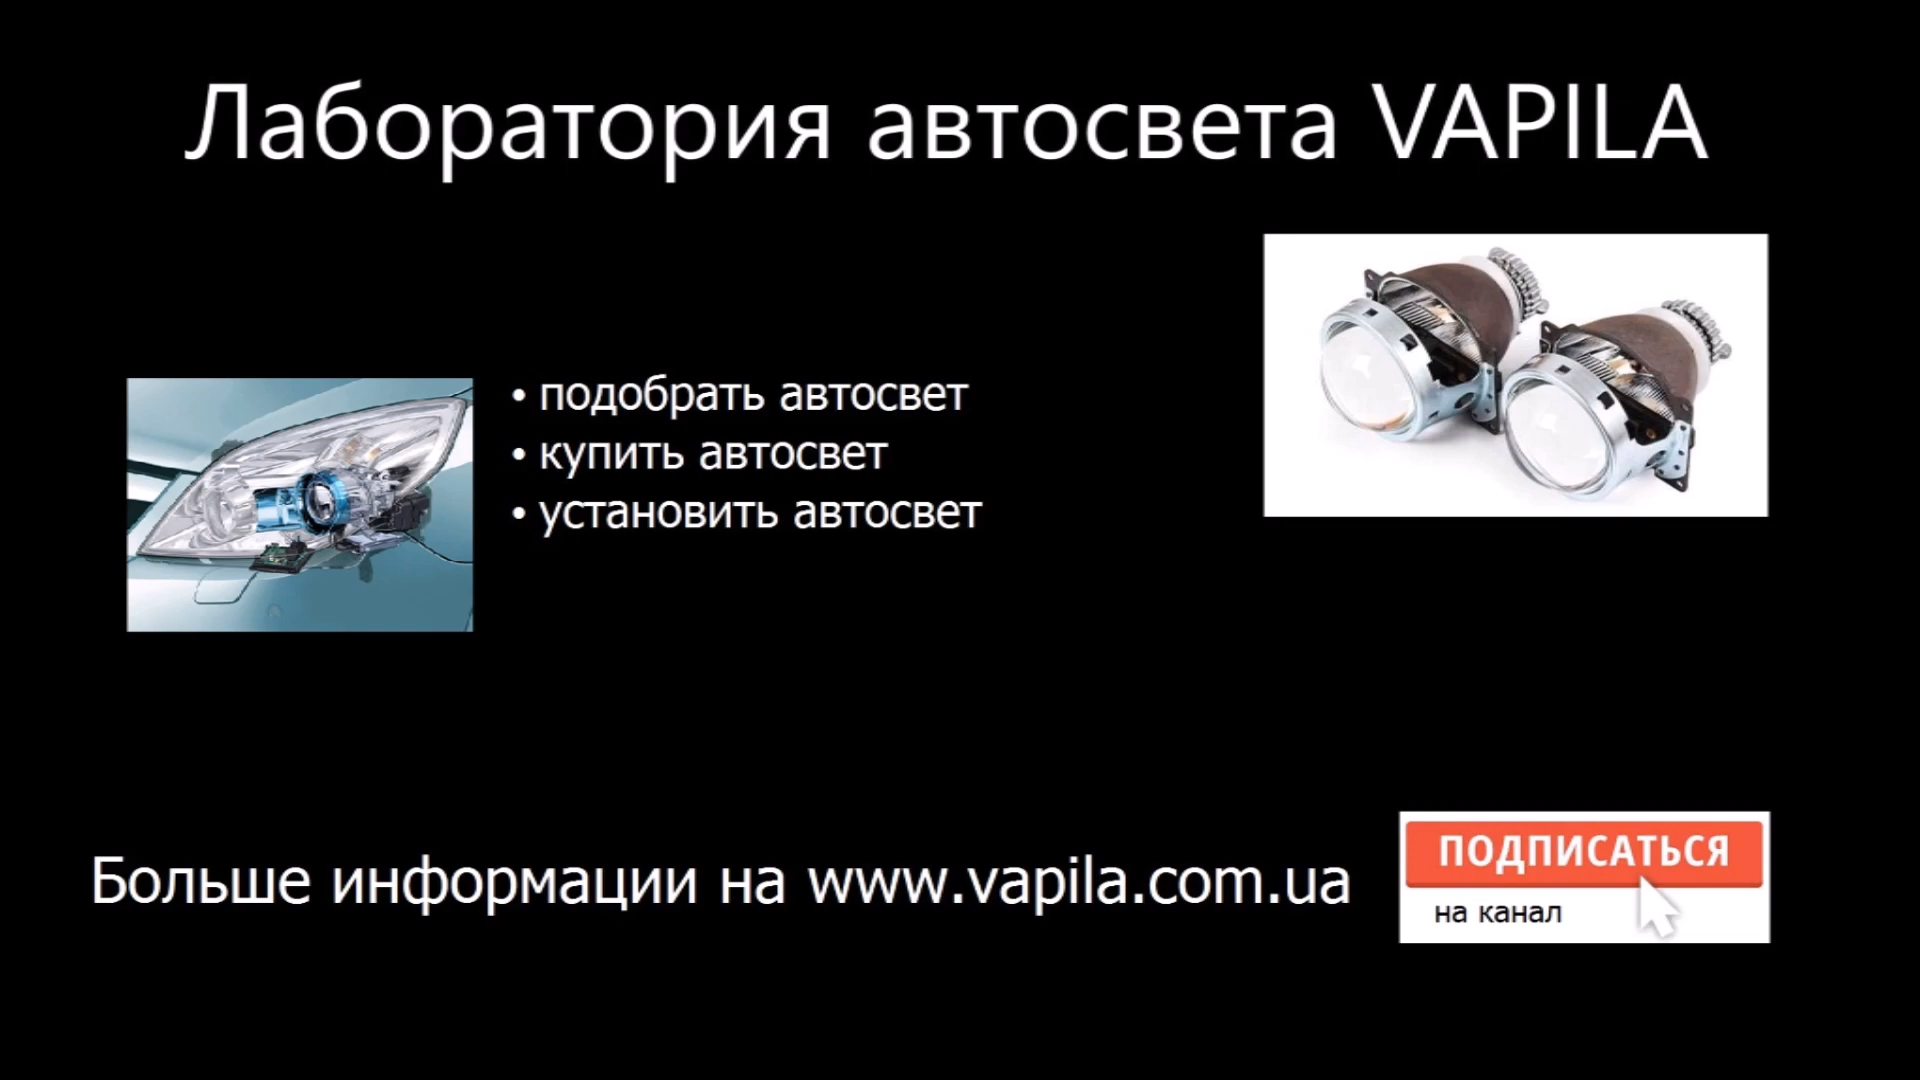 Лаборатория автосвета VAPILA
• подобрать автосвет
• купить автосвет
• установить автосвет
Больше информации на www.vapila.com.ua
ПОДПИСАТЬСЯ
на канал